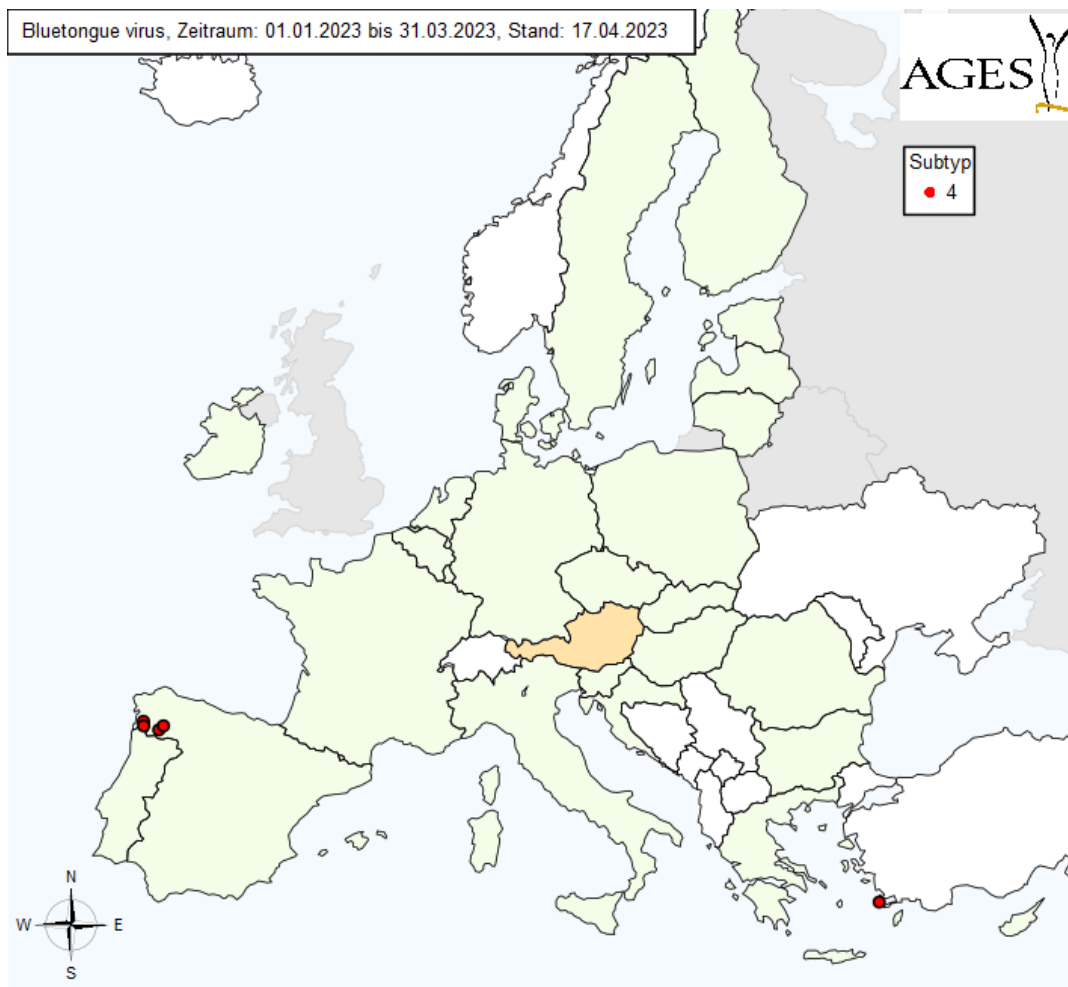 Bluetongue virus, Zeitraum: 01.01.2023 bis 31.03.2023, Stand: 17.04.2023
AGES
Subtyp
4
N
W
E
S